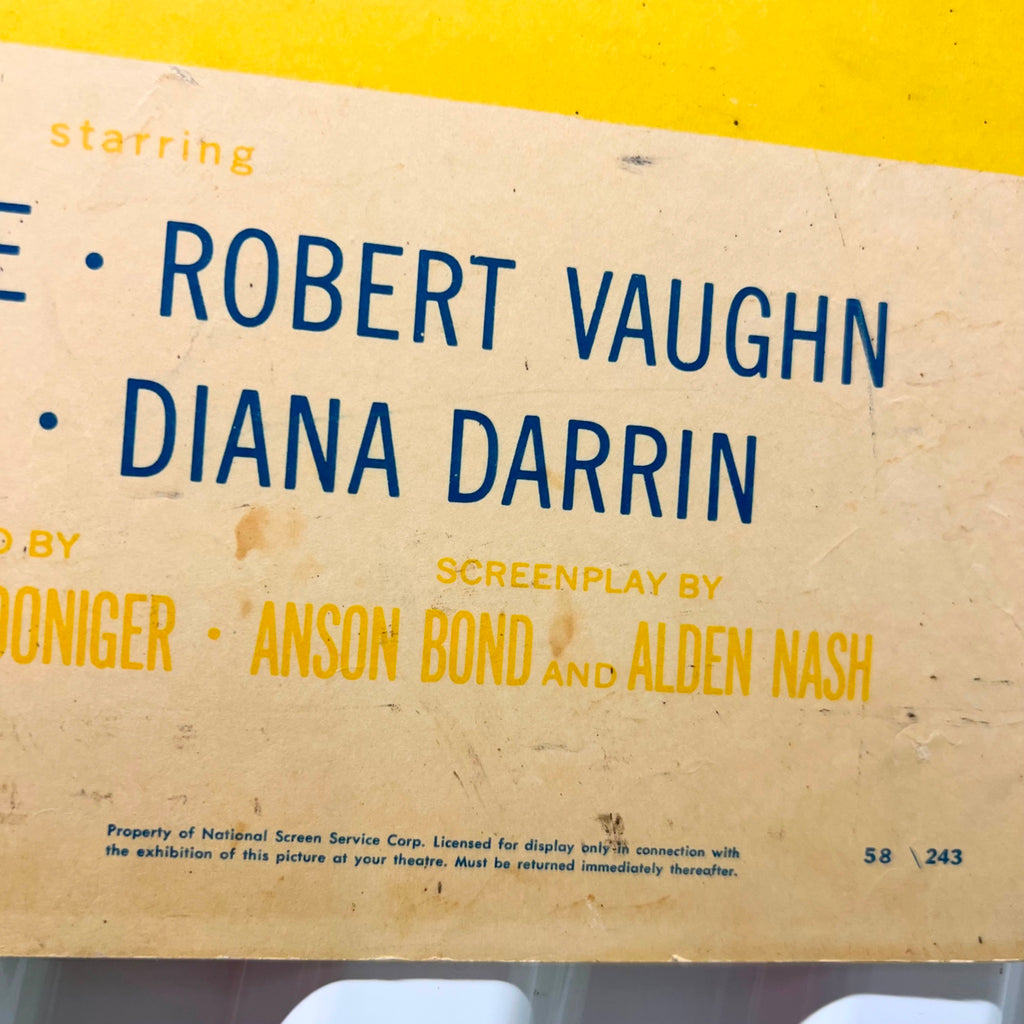 starring
E • ROBERT VAUGHN
• DIANA DARRIN
D BY
SCREENPLAY BY
DONIGER • ANSON BOND AND ALDEN NASH
Property of National Screen Service Corp. Licensed for display only in connection with
the exhibition of this picture at your theatre. Must be returned immediately thereafter.
58 \ 243